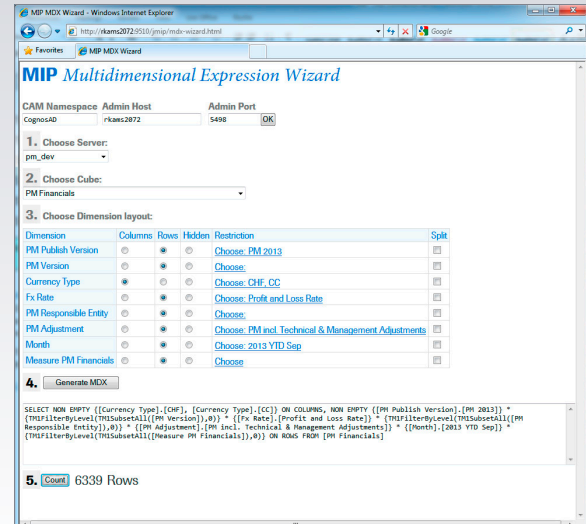 MIP MDX Wizard - Windows Internet Explorer
http://rkams2072:9510/jmip/mdx-wizard.html
Google
Favorites
MIP MDX Wizard
MIP Multidimensional Expression Wizard
CAM Namespace Admin Host Admin Port
CognosAD rkams2072 5498 OK
1. Choose Server:
pm_dev
2. Choose Cube:
PM Financials
3. Choose Dimension layout:
Dimension Columns Rows Hidden Restriction Split
PM Publish Version Choose: PM 2013
PM Version Choose:
Currency Type Choose: CHF, CC
Fx Rate Choose: Profit and Loss Rate
PM Responsible Entity Choose:
PM Adjustment Choose: PM incl. Technical & Management Adjustments
Month Choose: 2013 YTD Sep
Measure PM Financials Choose
4. Generate MDX
SELECT NON EMPTY {[Currency Type].[CHF], [Currency Type].[CC]} ON COLUMNS, NON EMPTY {[PM Publish Version].[PM 2013]} *
{TM1FilterByLevel(TM1SubsetAll([PM Version]),0)} * {[Fx Rate].[Profit and Loss Rate]} * {TM1FilterByLevel(TM1SubsetAll([PM
Responsible Entity]),0)} * {[PM Adjustment].[PM incl. Technical & Management Adjustments]} * {[Month].[2013 YTD Sep]} *
{TM1FilterByLevel(TM1SubsetAll([Measure PM Financials]),0)} ON ROWS FROM [PM Financials]
5. Count 6339 Rows